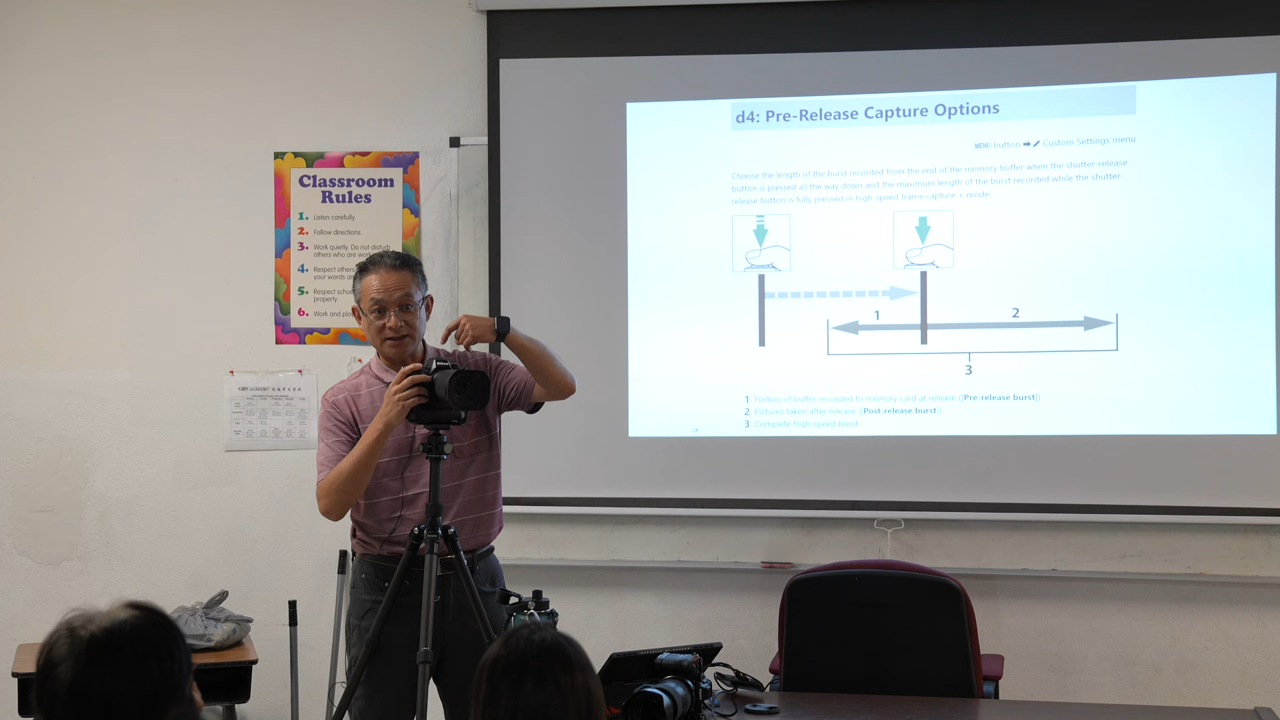 d4: Pre-Release Capture Options
MENU button Custom Settings menu
Choose the length of the burst recorded from the end of the memory buffer when the shutter-release
button is pressed all the way down and the maximum length of the burst recorded while the shutter-
release button is fully pressed in high-speed frame capture + mode.
1
2
3
1 Portion of buffer recorded to memory card at release ([Pre-release burst])
2 Pictures taken after release ([Post-release burst])
3 Complete high-speed burst
Classroom
Rules
1. Listen carefully.
2. Follow directions.
3. Work quietly. Do not disturb
others who are
4. Respect others
your words
5. Respect
property.
6. Work and
Nikon
ACADEMY